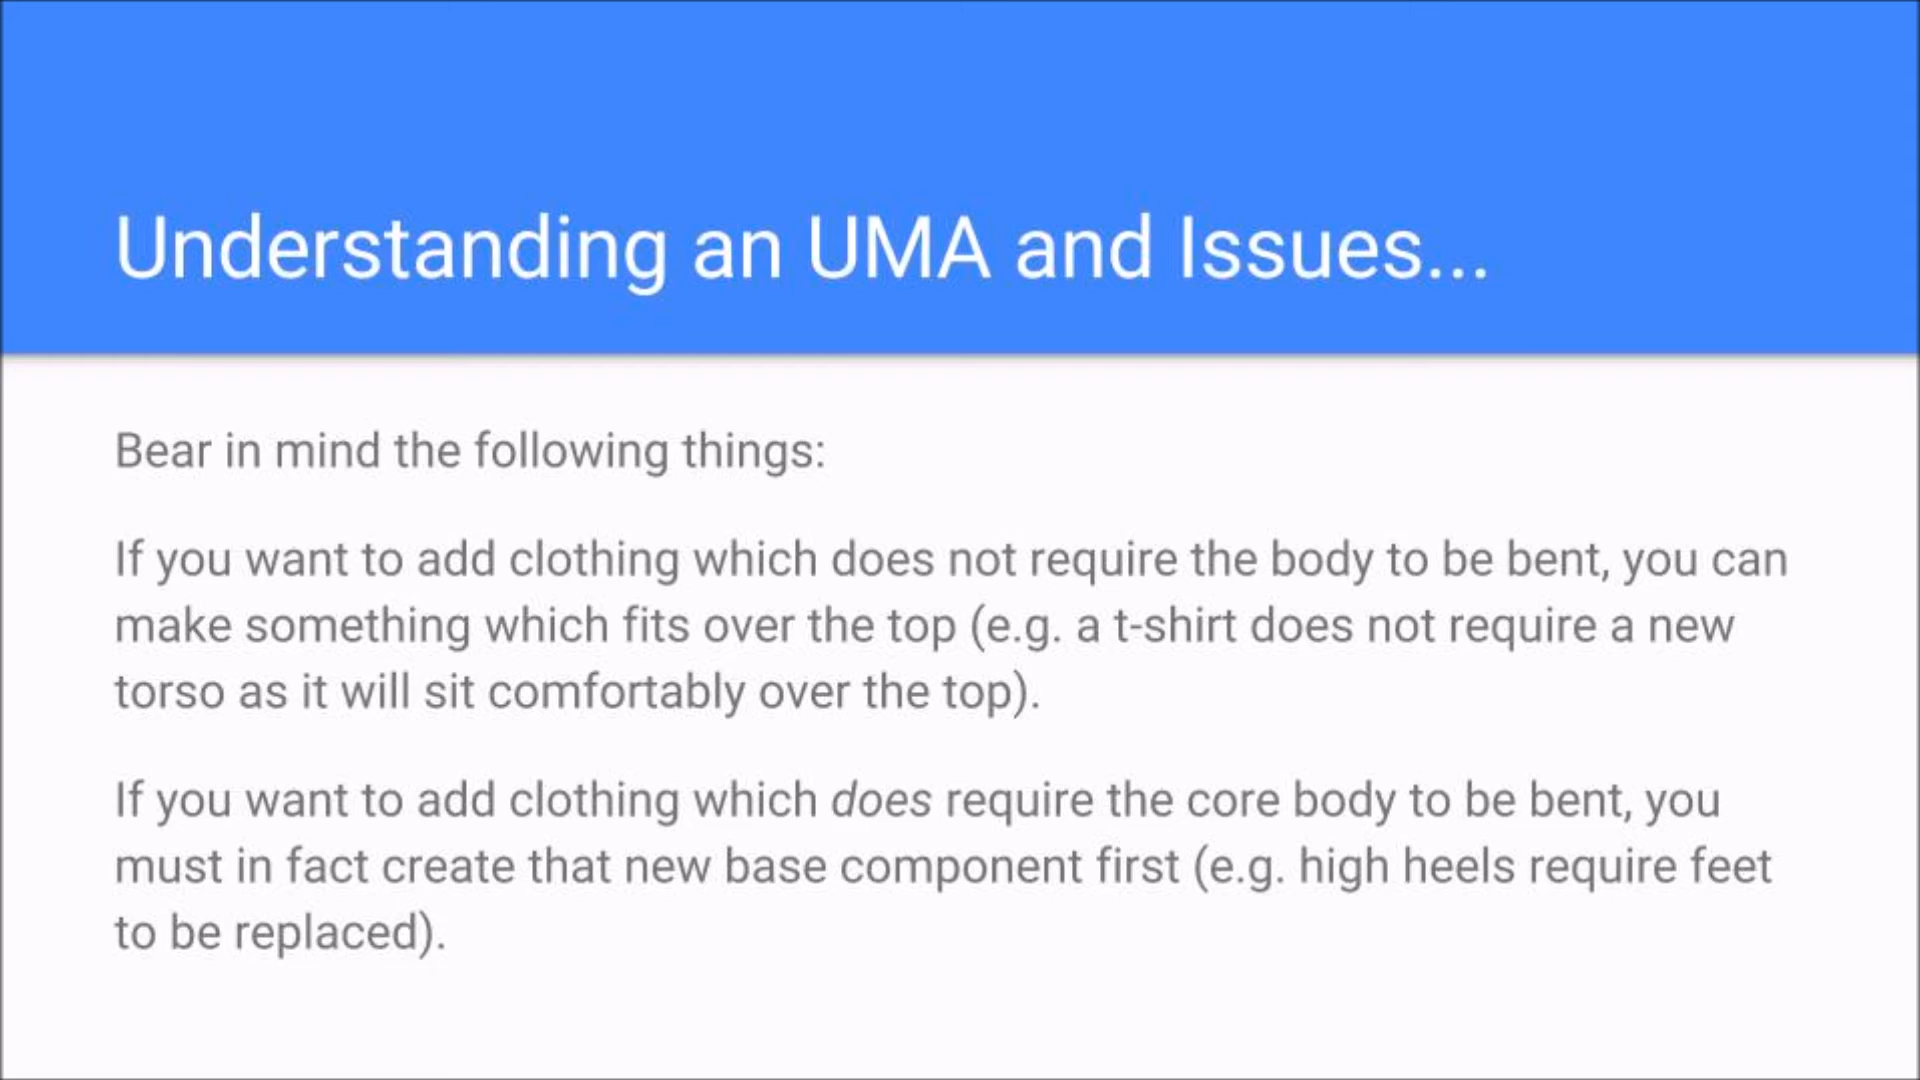 Understanding an UMA and Issues...
Bear in mind the following things:
If you want to add clothing which does not require the body to be bent, you can
make something which fits over the top (e.g. a t-shirt does not require a new
torso as it will sit comfortably over the top).
If you want to add clothing which does require the core body to be bent, you
must in fact create that new base component first (e.g. high heels require feet
to be replaced).